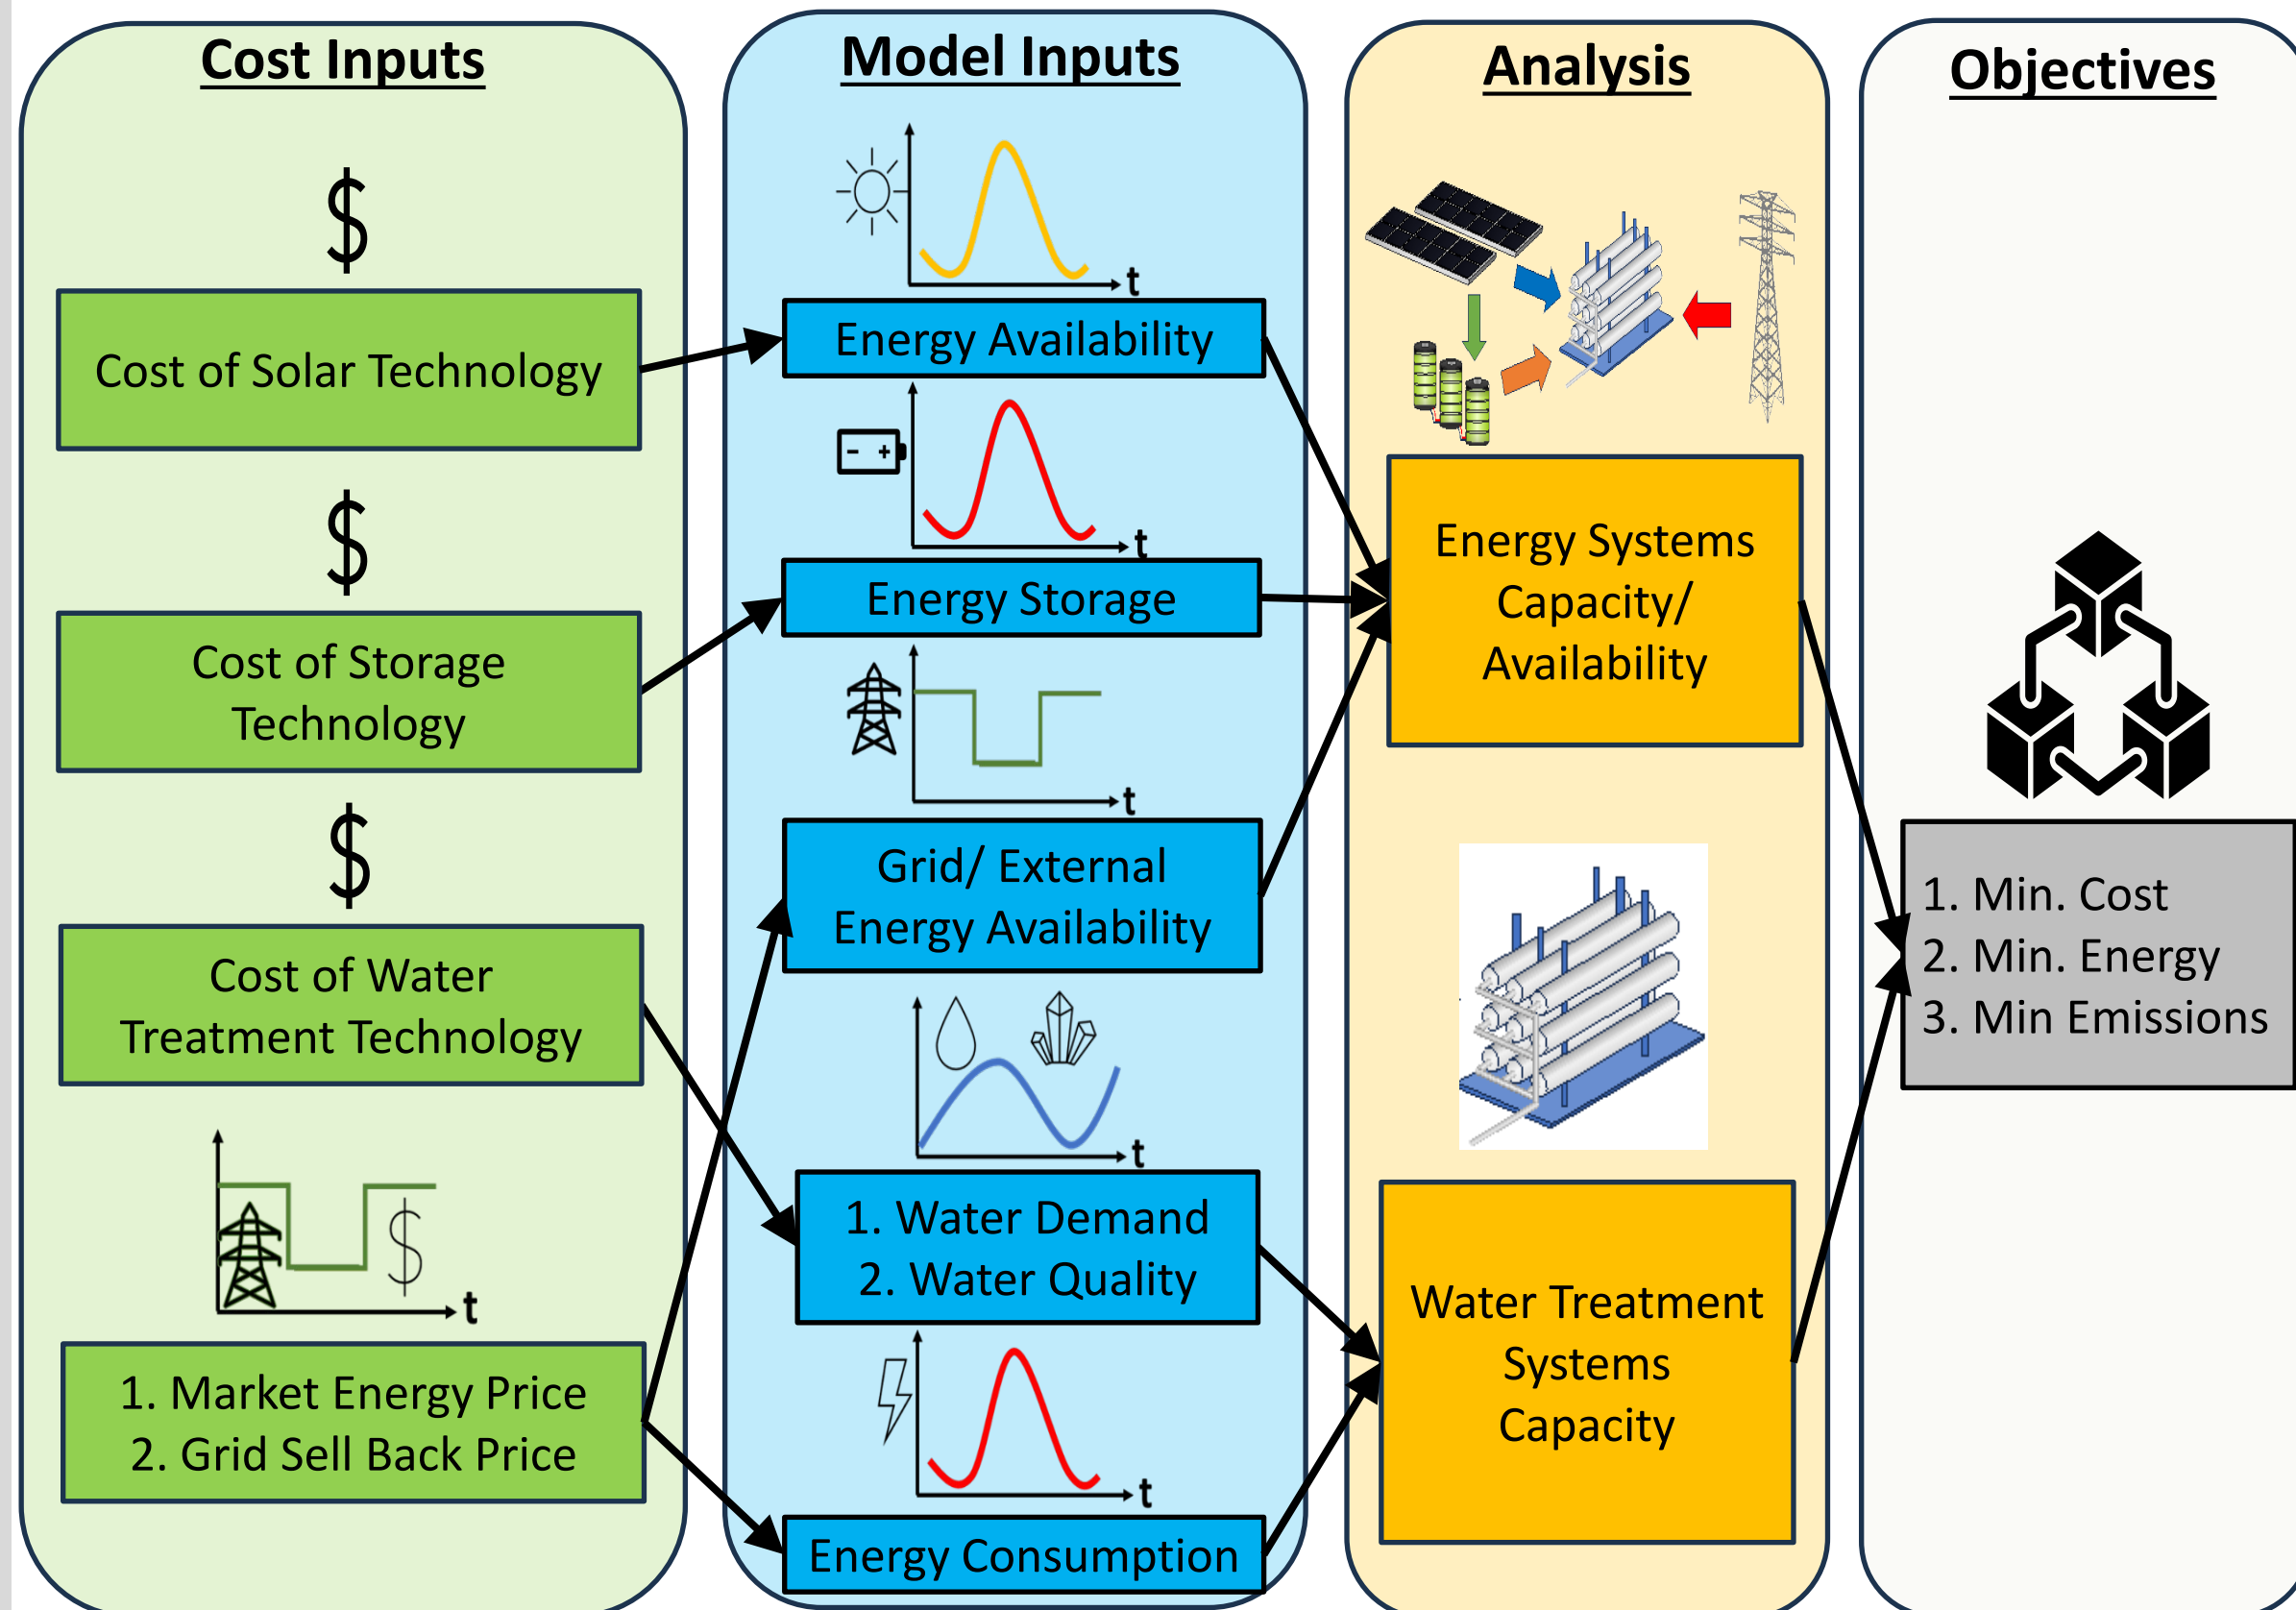 Cost Inputs
$
Cost of Solar Technology
$
Cost of Storage
Technology
$
Cost of Water
Treatment Technology
$
t
1. Market Energy Price
2. Grid Sell Back Price
Model Inputs
t
Energy Availability
- +
t
Energy Storage
t
Grid/ External
Energy Availability
t
1. Water Demand
2. Water Quality
t
Energy Consumption
Analysis
Energy Systems
Capacity/
Availability
Water Treatment
Systems
Capacity
Objectives
1. Min. Cost
2. Min. Energy
3. Min Emissions